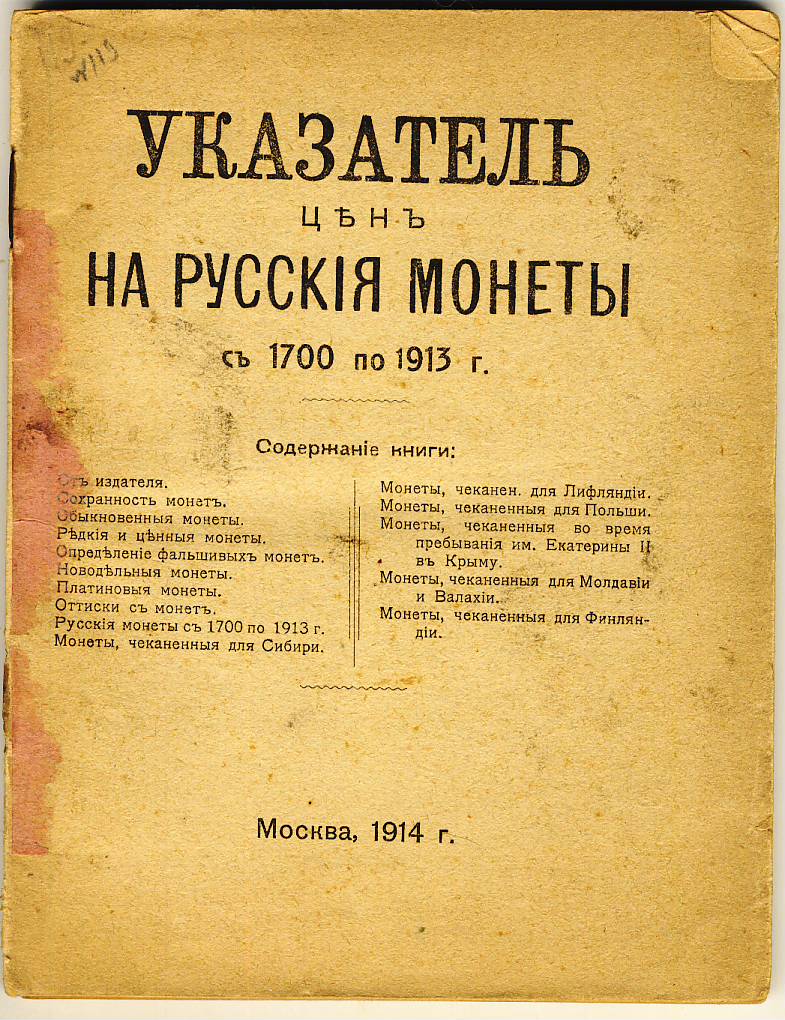 УКАЗАТЕЛЬ
ЦѢНЪ
НА РУССКІЯ МОНЕТЫ
съ 1700 по 1913 г.
Содержаніе книги:
Отъ издателя.
Сохранность монетъ.
Обыкновенныя монеты.
Рѣдкія и цѣнныя монеты.
Опредѣленіе фальшивыхъ монетъ.
Новодѣльныя монеты.
Платиновыя монеты.
Оттиски съ монетъ.
Русскія монеты съ 1700 по 1913 г.
Монеты, чеканенныя для Сибири.
Монеты, чеканен. для Лифляндіи.
Монеты, чеканенныя для Польши.
Монеты, чеканенныя во время
пребыванія им. Екатерины II
въ Крыму.
Монеты, чеканенныя для Молдавіи
и Валахіи.
Монеты, чеканенныя для Финлян-
діи.
Москва, 1914 г.